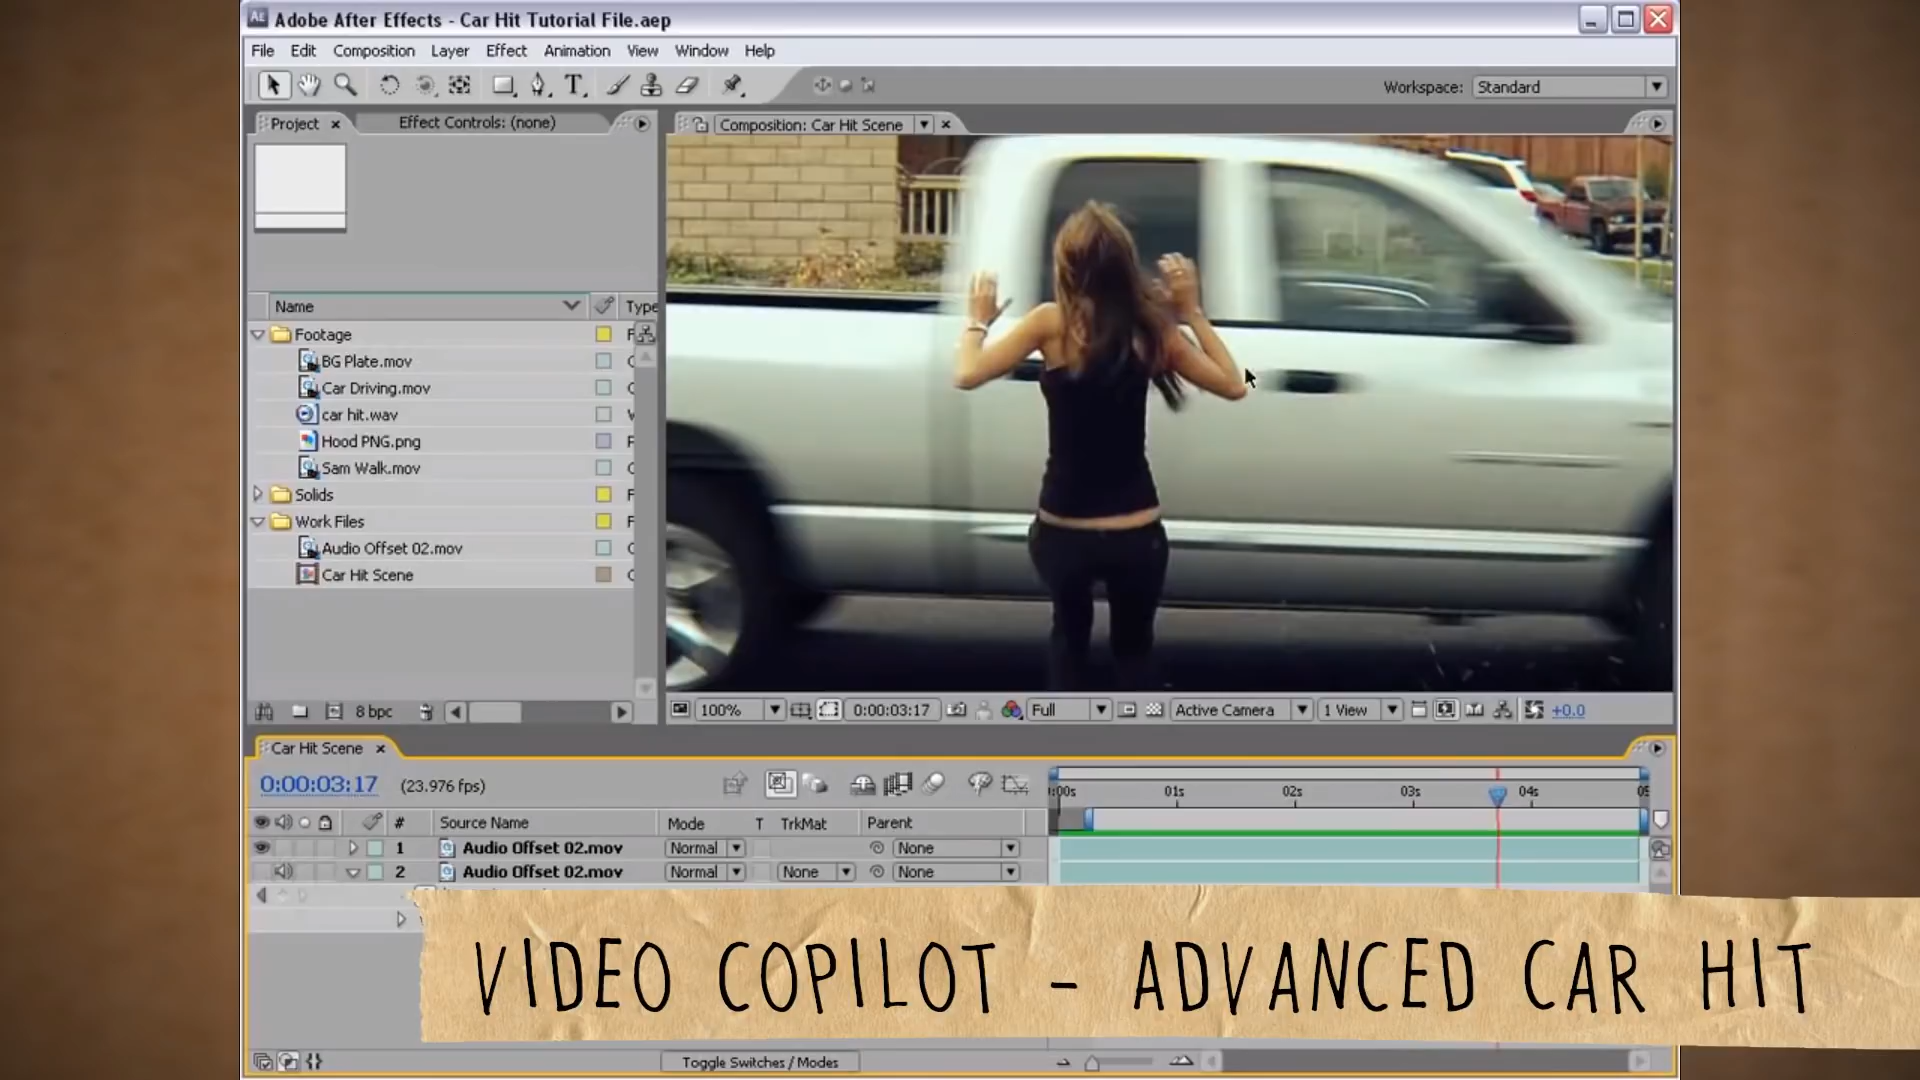 Adobe After Effects - Car Hit Tutorial File.aep
File Edit Composition Layer Effect Animation View Window Help
Workspace: Standard
Project Effect Controls: (none)
Composition: Car Hit Scene
Name Type
Footage
BG Plate.mov
Car Driving.mov
car hit.wav
Hood PNG.png
Sam Walk.mov
Solids
Work Files
Audio Offset 02.mov
Car Hit Scene
8 bpc
100% 0:00:03:17 Full Active Camera 1 View +0.0
Car Hit Scene
0:00:03:17 (23.976 fps)
:00s 01s 02s 03s 04s 05
# Source Name Mode T TrkMat Parent
1 Audio Offset 02.mov Normal None
2 Audio Offset 02.mov Normal None None
VIDEO COPILOT - ADVANCED CAR HIT
Toggle Switches / Modes